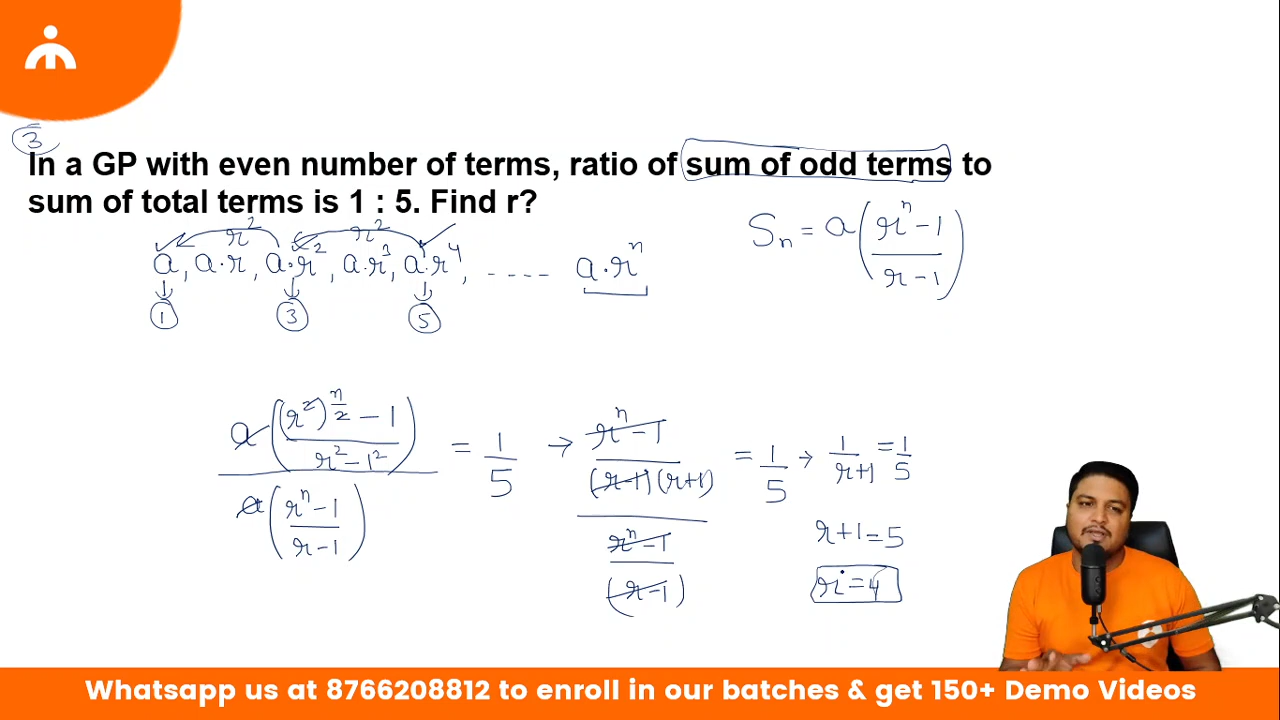 3
In a GP with even number of terms, ratio of sum of odd terms to
sum of total terms is 1 : 5. Find r?
r² r²
a, a·r, a·r², a·r³, a·r⁴, ---- a·rⁿ
1 3 5
Sₙ = a((rⁿ-1)/(r-1))
a(((r²)^(n/2) - 1)/(r²-1²)) / a((rⁿ-1)/(r-1)) = 1/5 → ((rⁿ-1)/((r-1)(r+1))) / ((rⁿ-1)/(r-1)) = 1/5 → 1/(r+1) = 1/5
r+1=5
r=4
Whatsapp us at 8766208812 to enroll in our batches & get 150+ Demo Videos